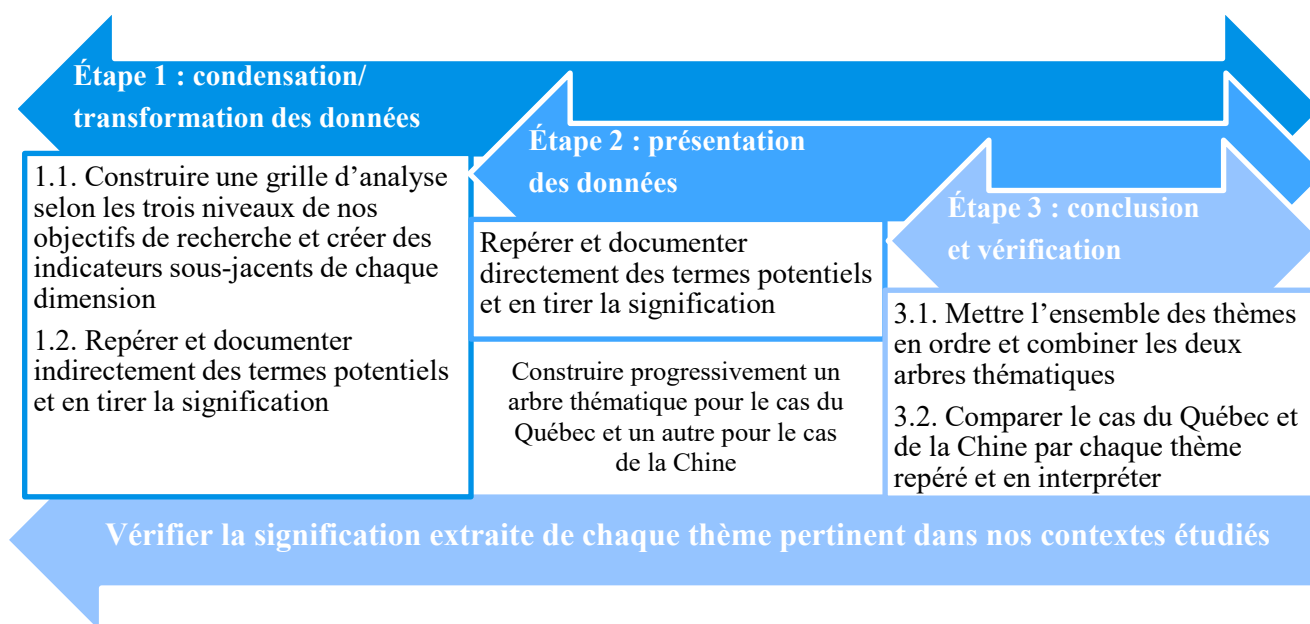 Étape 1 : condensation/
transformation des données
1.1. Construire une grille d’analyse
selon les trois niveaux de nos
objectifs de recherche et créer des
indicateurs sous-jacents de chaque
dimension
1.2. Repérer et documenter
indirectement des termes potentiels
et en tirer la signification
Étape 2 : présentation
des données
Repérer et documenter
directement des termes potentiels
et en tirer la signification
Construire progressivement un
arbre thématique pour le cas du
Québec et un autre pour le cas
de la Chine
Étape 3 : conclusion
et vérification
3.1. Mettre l’ensemble des thèmes
en ordre et combiner les deux
arbres thématiques
3.2. Comparer le cas du Québec et
de la Chine par chaque thème
repéré et en interpréter
Vérifier la signification extraite de chaque thème pertinent dans nos contextes étudiés